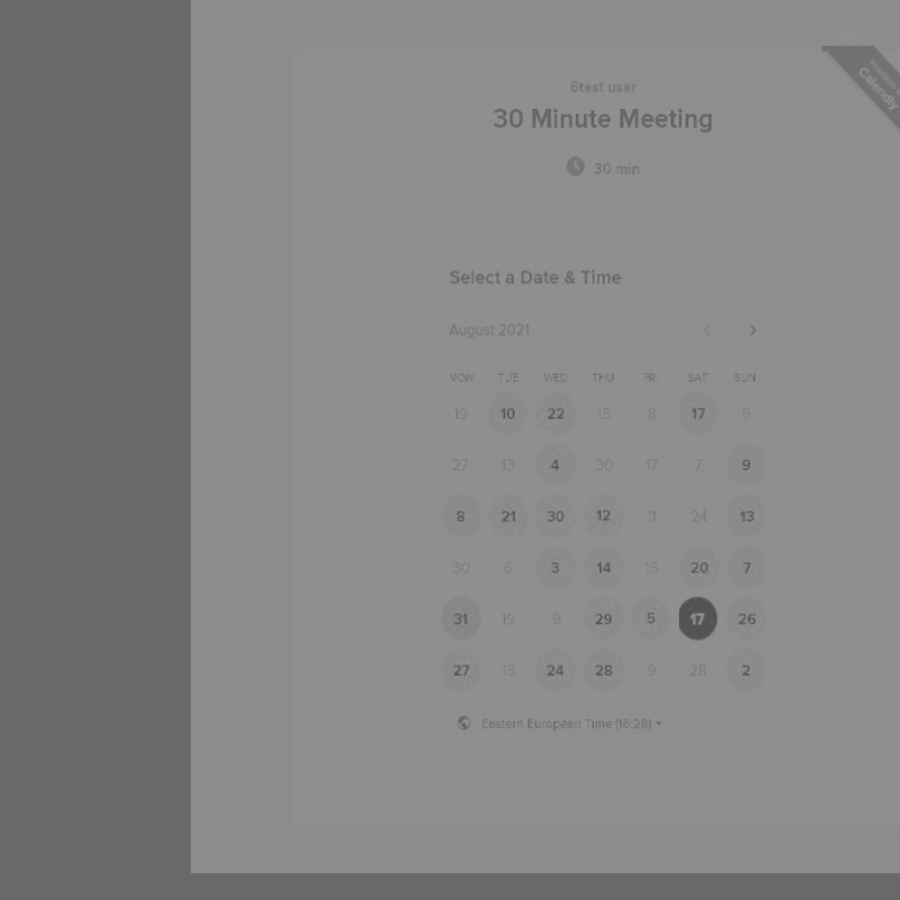 POWERED BY
Calendly
6test user
30 Minute Meeting
30 min
Select a Date & Time
August 2021
MON TUE WED THU FRI SAT SUN
19 10 22 15 8 17 6
27 13 4 30 17 7 9
8 21 30 12 11 24 13
30 6 3 14 15 20 7
31 19 9 29 5 17 26
27 15 24 28 9 28 2
Eastern European Time (16:28)